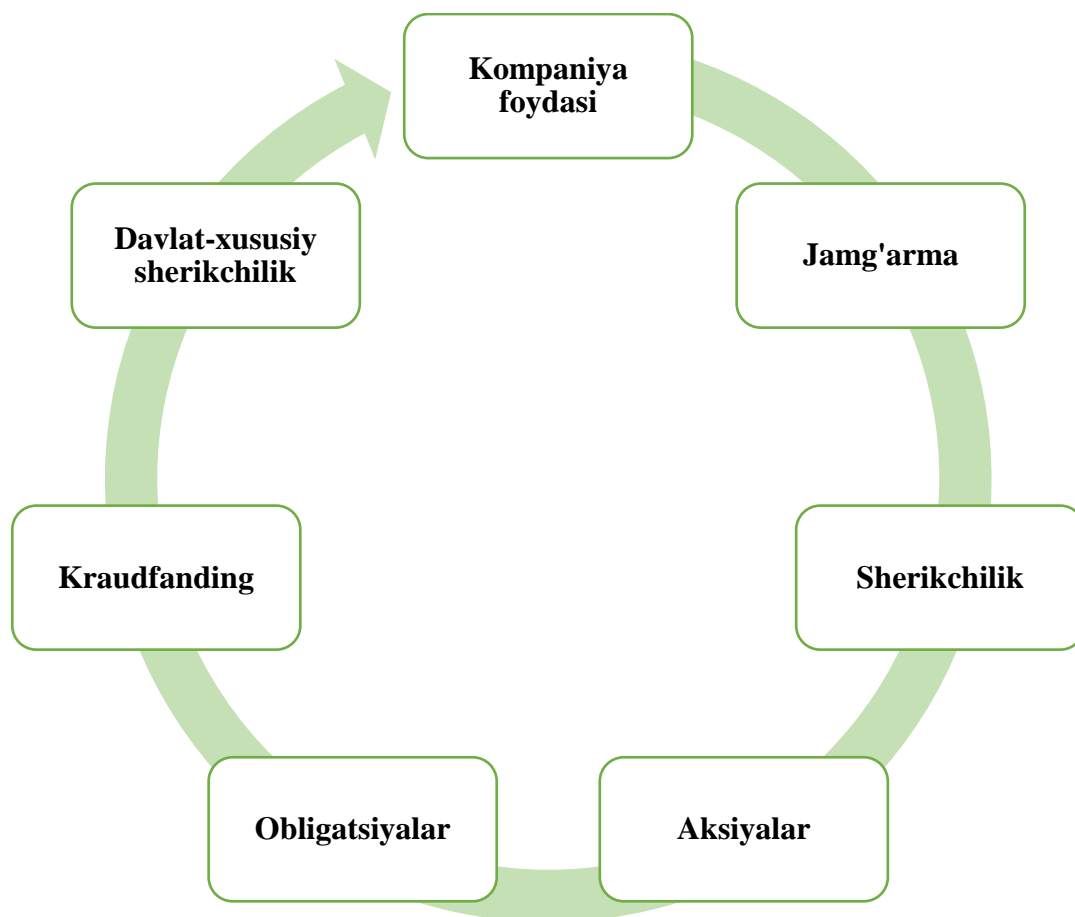 Kompaniya
foydasi
Jamg'arma
Sherikchilik
Aksiyalar
Obligatsiyalar
Kraudfanding
Davlat-xususiy
sherikchilik